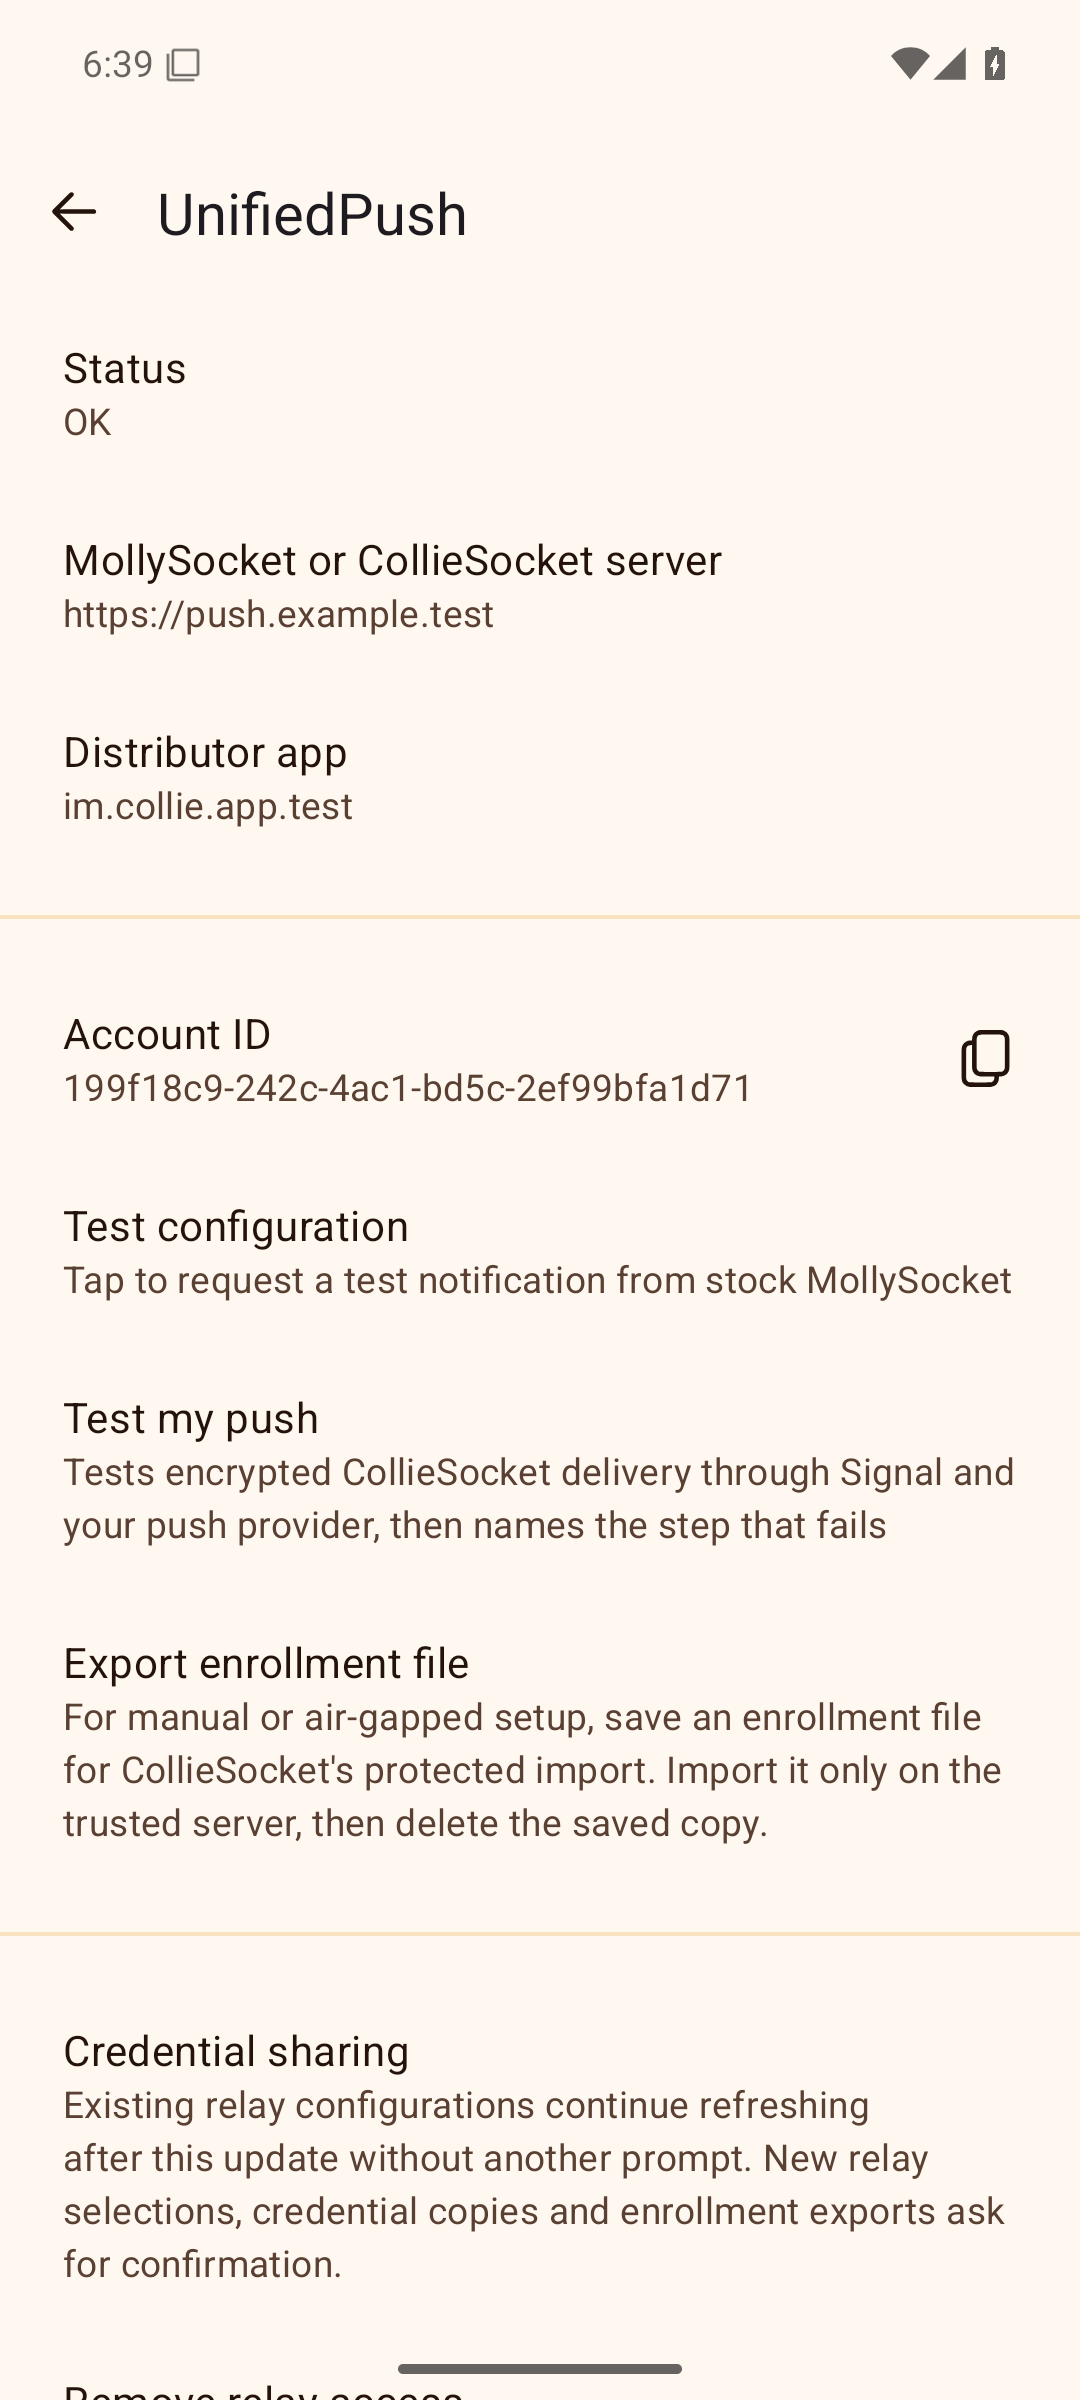 6:39
UnifiedPush
Status
OK
MollySocket or CollieSocket server
https://push.example.test
Distributor app
im.collie.app.test
Account ID
199f18c9-242c-4ac1-bd5c-2ef99bfa1d71
Test configuration
Tap to request a test notification from stock MollySocket
Test my push
Tests encrypted CollieSocket delivery through Signal and
your push provider, then names the step that fails
Export enrollment file
For manual or air-gapped setup, save an enrollment file
for CollieSocket's protected import. Import it only on the
trusted server, then delete the saved copy.
Credential sharing
Existing relay configurations continue refreshing
after this update without another prompt. New relay
selections, credential copies and enrollment exports ask
for confirmation.
Remove relay access